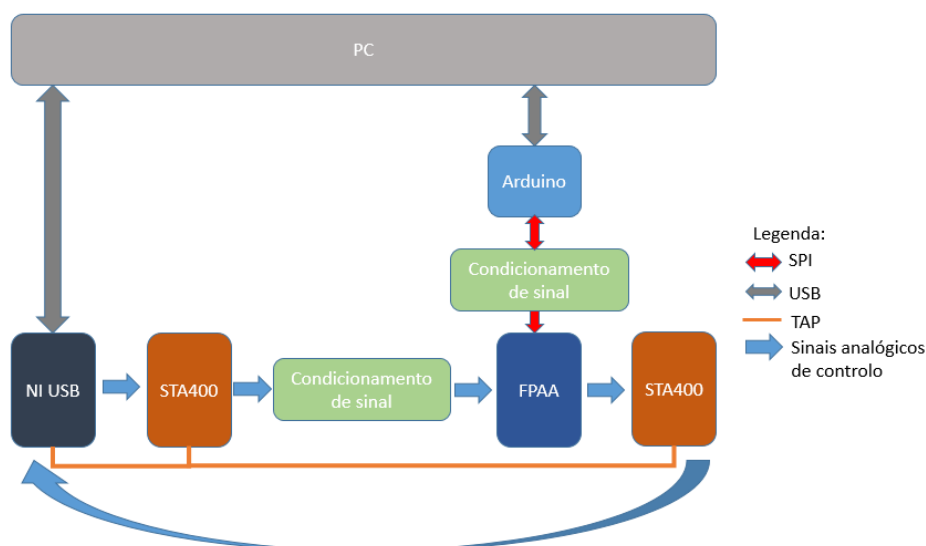 PC
Arduino
Condicionamento
de sinal
Legenda:
SPI
USB
TAP
Sinais analógicos
de controlo
NI USB
STA400
Condicionamento
de sinal
FPAA
STA400